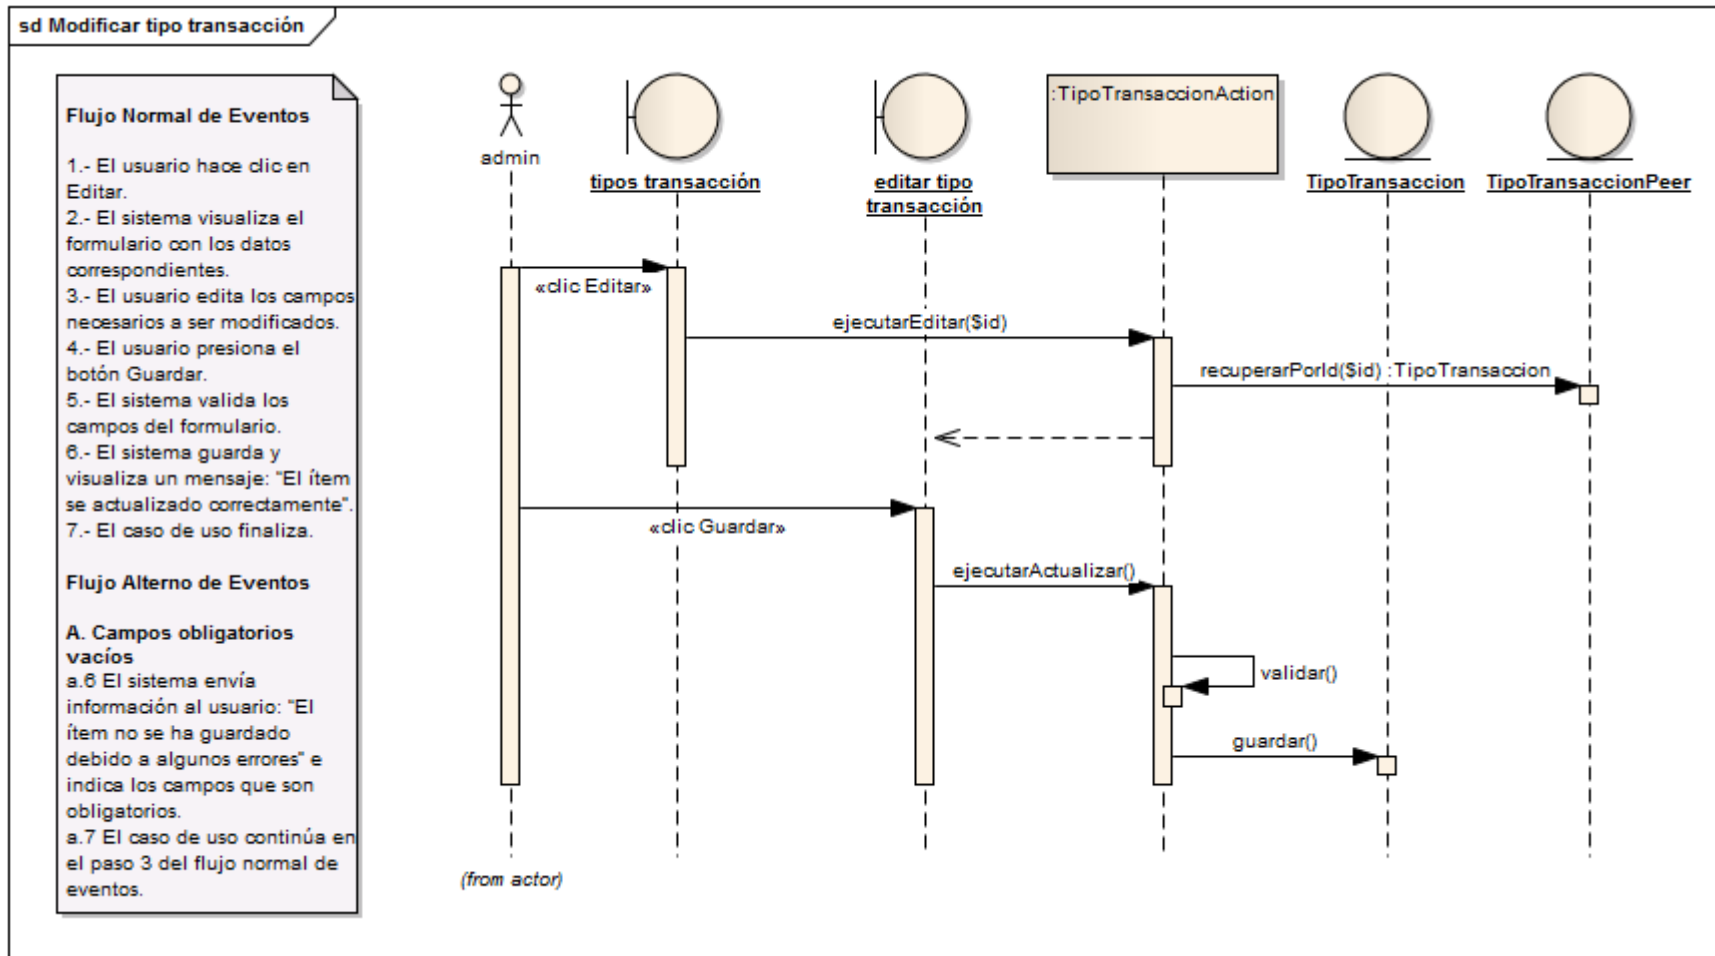 sd Modificar tipo transacción
Flujo Normal de Eventos
1.- El usuario hace clic en
Editar.
2.- El sistema visualiza el
formulario con los datos
correspondientes.
3.- El usuario edita los campos
necesarios a ser modificados.
4.- El usuario presiona el
botón Guardar.
5.- El sistema valida los
campos del formulario.
6.- El sistema guarda y
visualiza un mensaje: "El ítem
se actualizado correctamente".
7.- El caso de uso finaliza.
Flujo Alterno de Eventos
A. Campos obligatorios
vacíos
a.6 El sistema envía
información al usuario: "El
ítem no se ha guardado
debido a algunos errores" e
indica los campos que son
obligatorios.
a.7 El caso de uso continúa en
el paso 3 del flujo normal de
eventos.
admin
tipos transacción
editar tipo
transacción
:TipoTransaccionAction
TipoTransaccion
TipoTransaccionPeer
«clic Editar»
ejecutarEditar($id)
recuperarPorId($id) :TipoTransaccion
«clic Guardar»
ejecutarActualizar()
validar()
guardar()
(from actor)